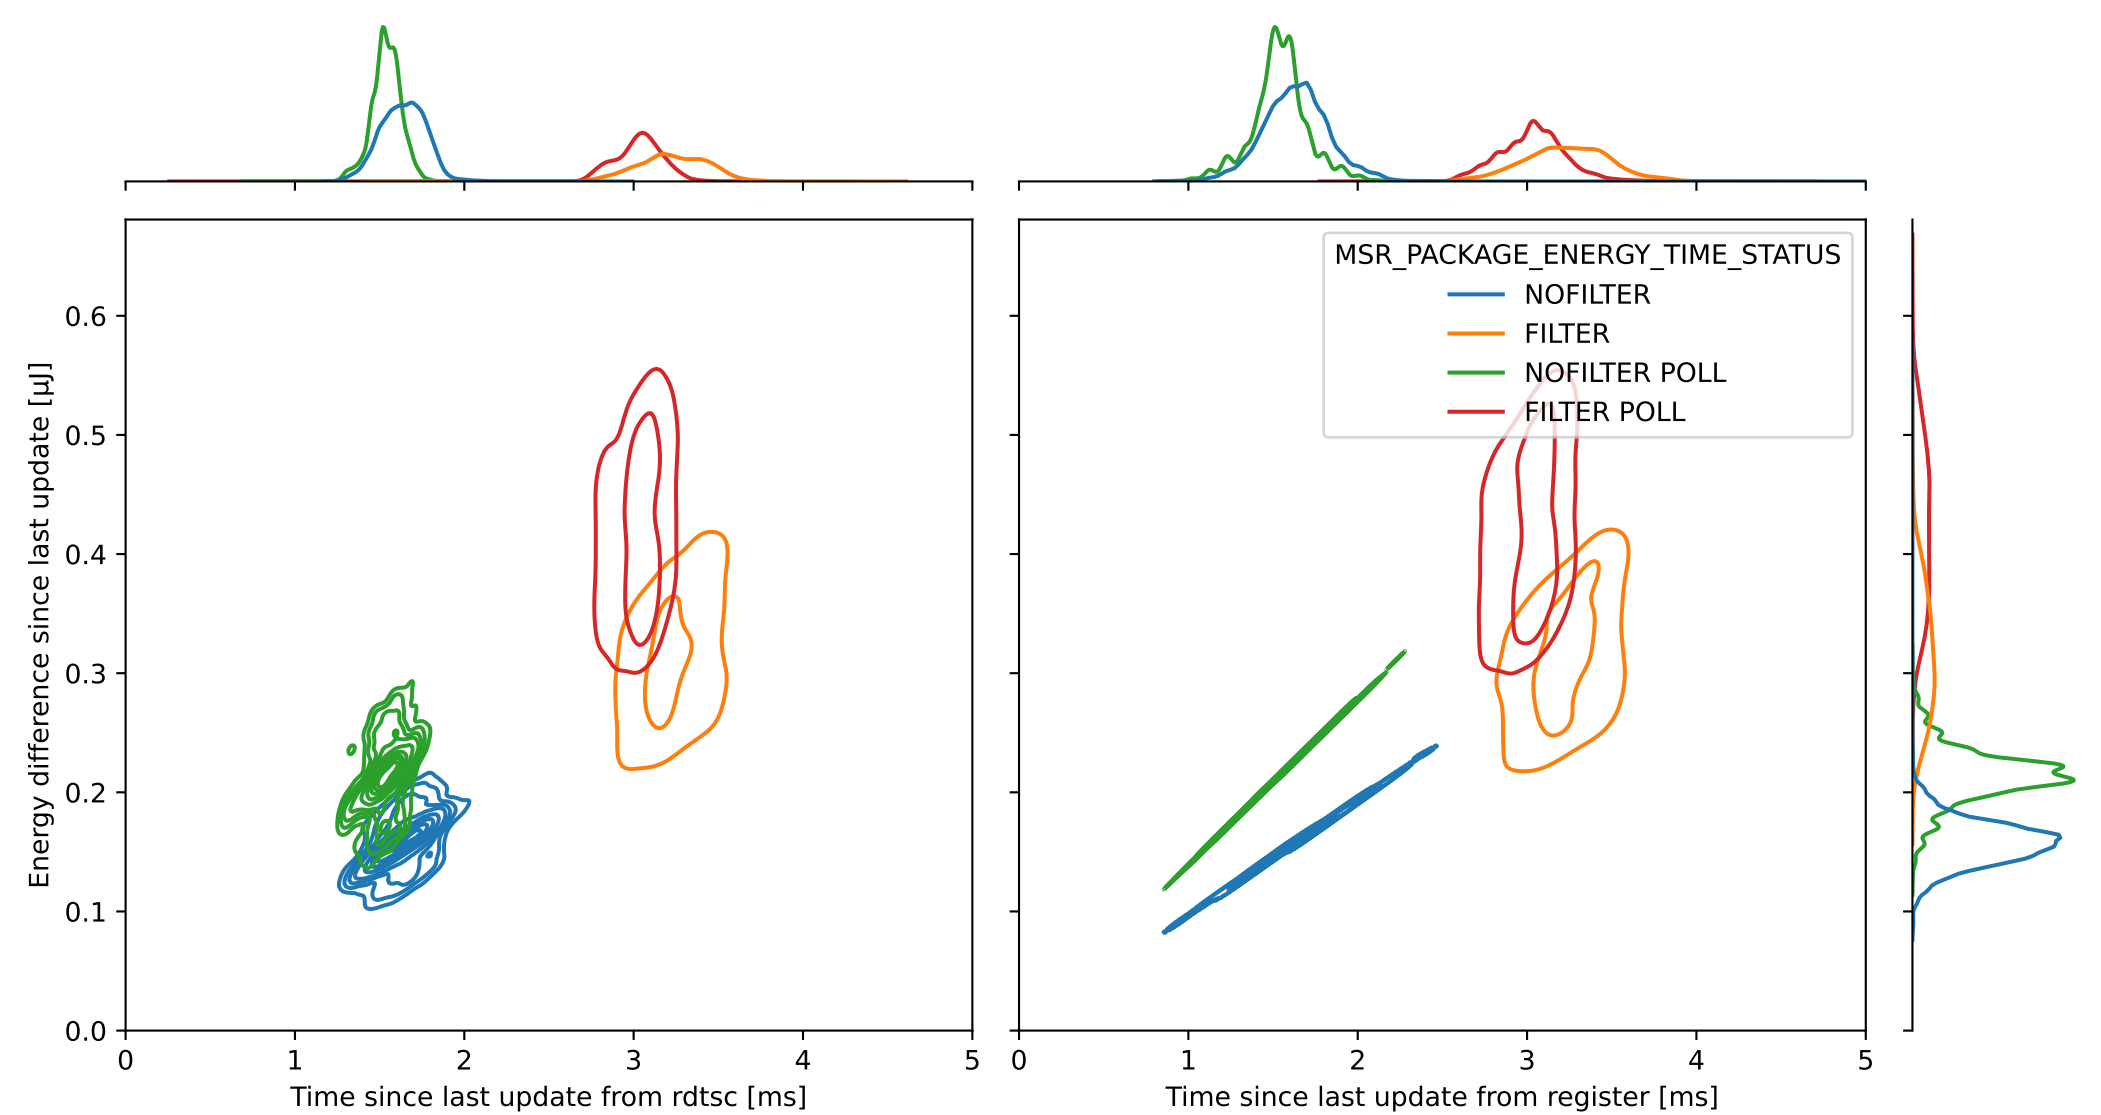 MSR_PACKAGE_ENERGY_TIME_STATUS
NOFILTER
FILTER
NOFILTER POLL
FILTER POLL
Energy difference since last update [µJ]
0.6
0.5
0.4
0.3
0.2
0.1
0.0
0 1 2 3 4 5
0 1 2 3 4 5
Time since last update from rdtsc [ms]
Time since last update from register [ms]